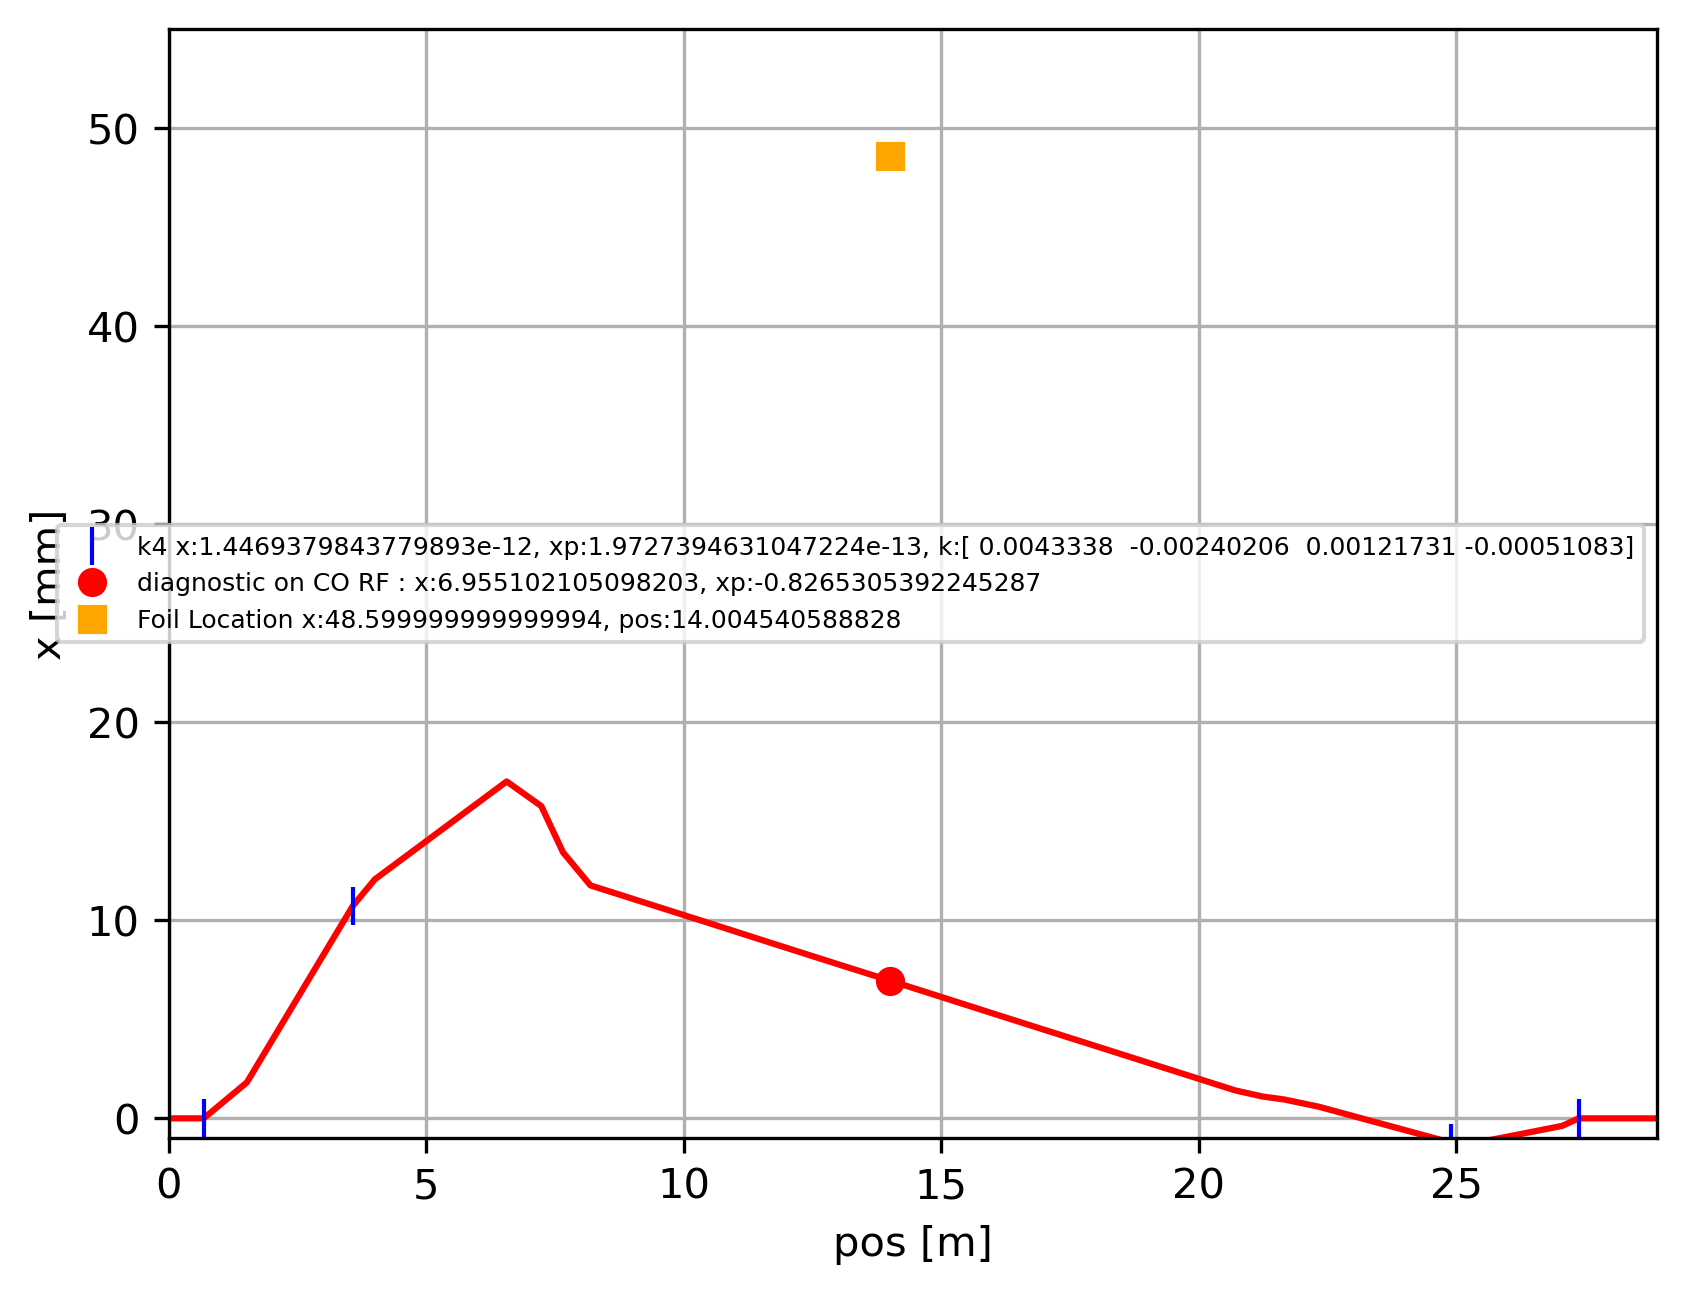 50
40
30
k4 x:1.4469379843779893e-12, xp:1.9727394631047224e-13, k:[ 0.0043338  -0.00240206  0.00121731 -0.00051083]
diagnostic on CO RF : x:6.955102105098203, xp:-0.8265305392245287
Foil Location x:48.599999999999994, pos:14.004540588828
x [mm]
20
10
0
0 5 10 15 20 25
pos [m]